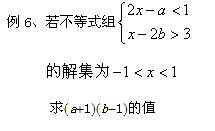 例6、若不等式组{2x-a<1
x-2b>3
的解集为-1<x<1
求(a+1)(b-1)的值